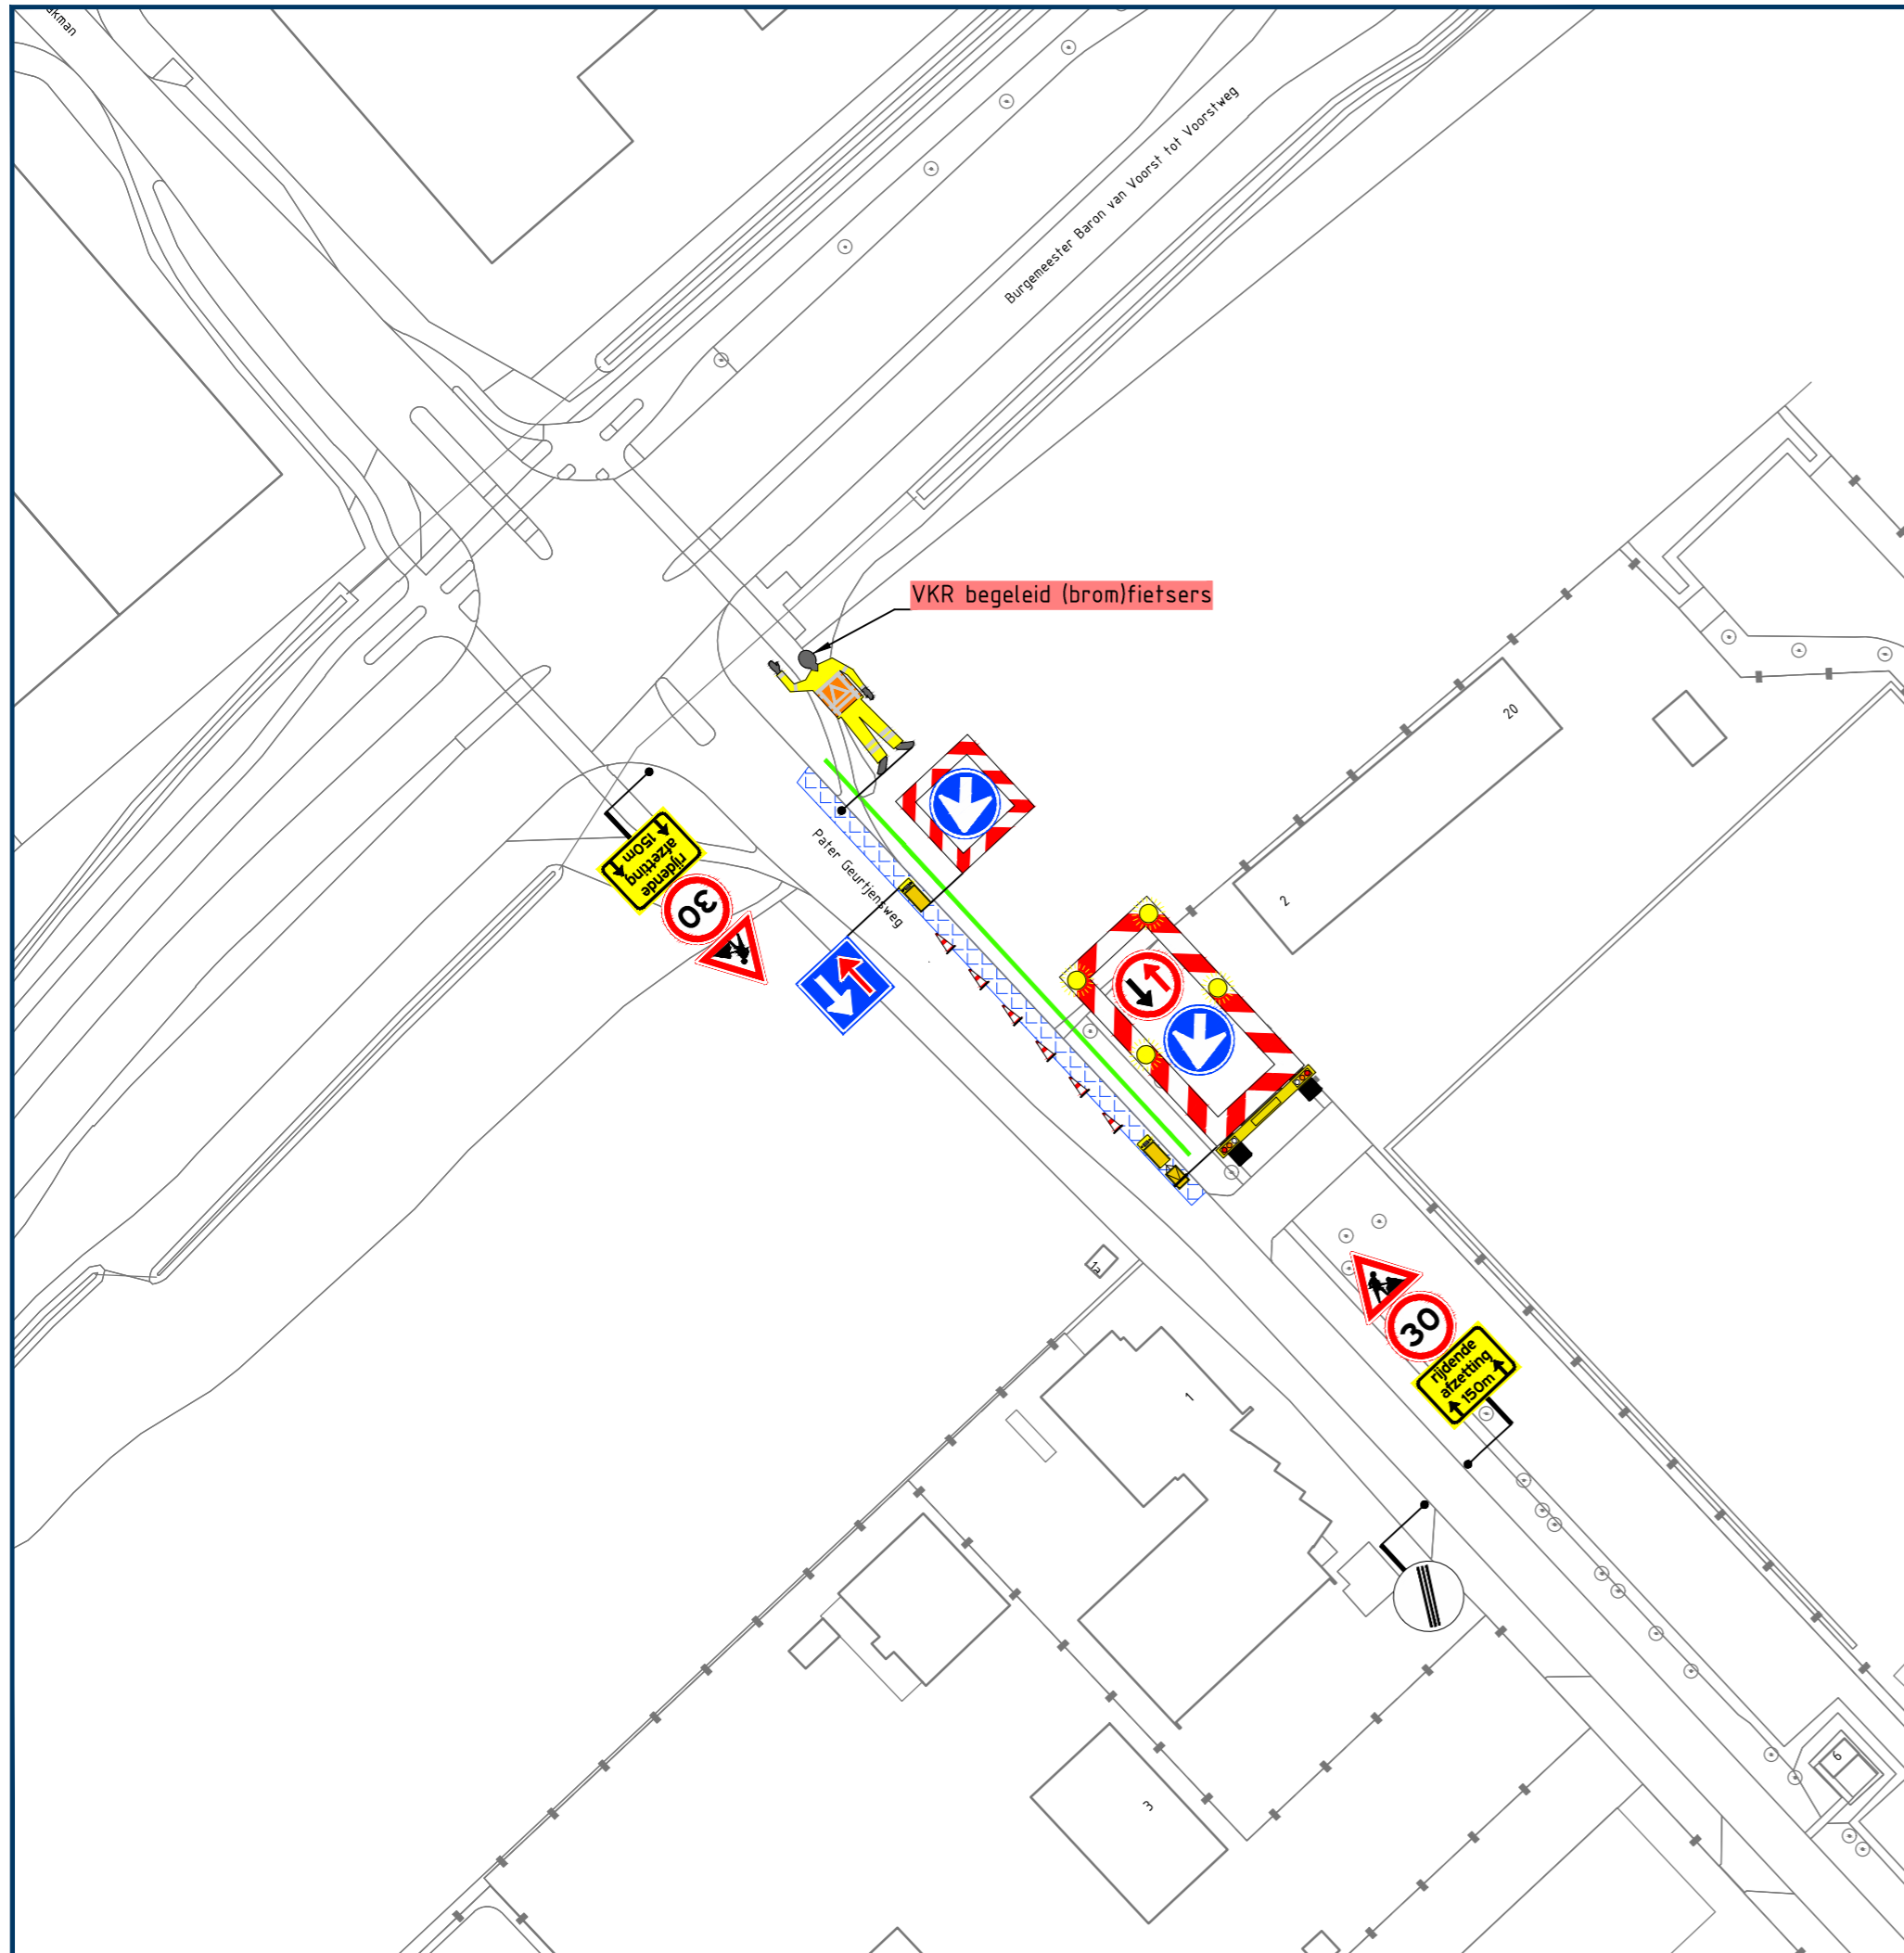 Burgemeester Baron van Voorst tot Voorstweg
VKR begeleid (brom)fietsers
20
2
rijdende
afzetting
150m
30
Pater Geurtjensweg
1a
30
rijdende
afzetting
150m
1
3
6